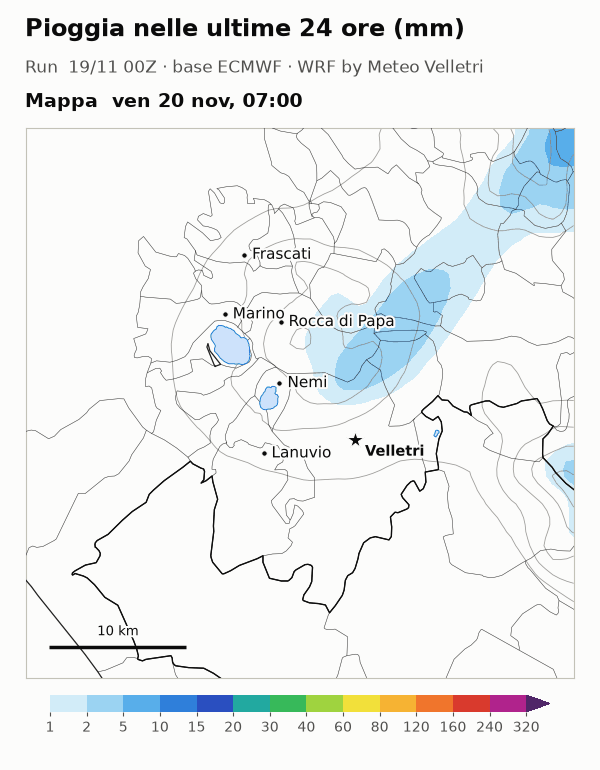 Pioggia nelle ultime 24 ore (mm)
Run  19/11 00Z · base ECMWF · WRF by Meteo Velletri
Mappa  ven 20 nov, 07:00
Frascati
Marino
Rocca di Papa
Nemi
Velletri
Lanuvio
10 km
1 2 5 10 15 20 30 40 60 80 120 160 240 320